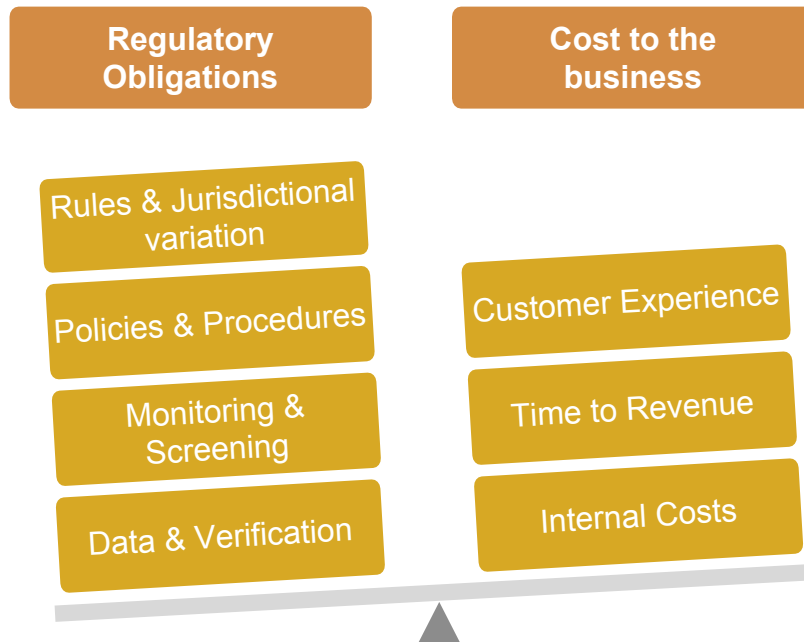 Regulatory
Obligations
Cost to the
business
Rules & Jurisdictional
variation
Policies & Procedures
Monitoring &
Screening
Data & Verification
Customer Experience
Time to Revenue
Internal Costs